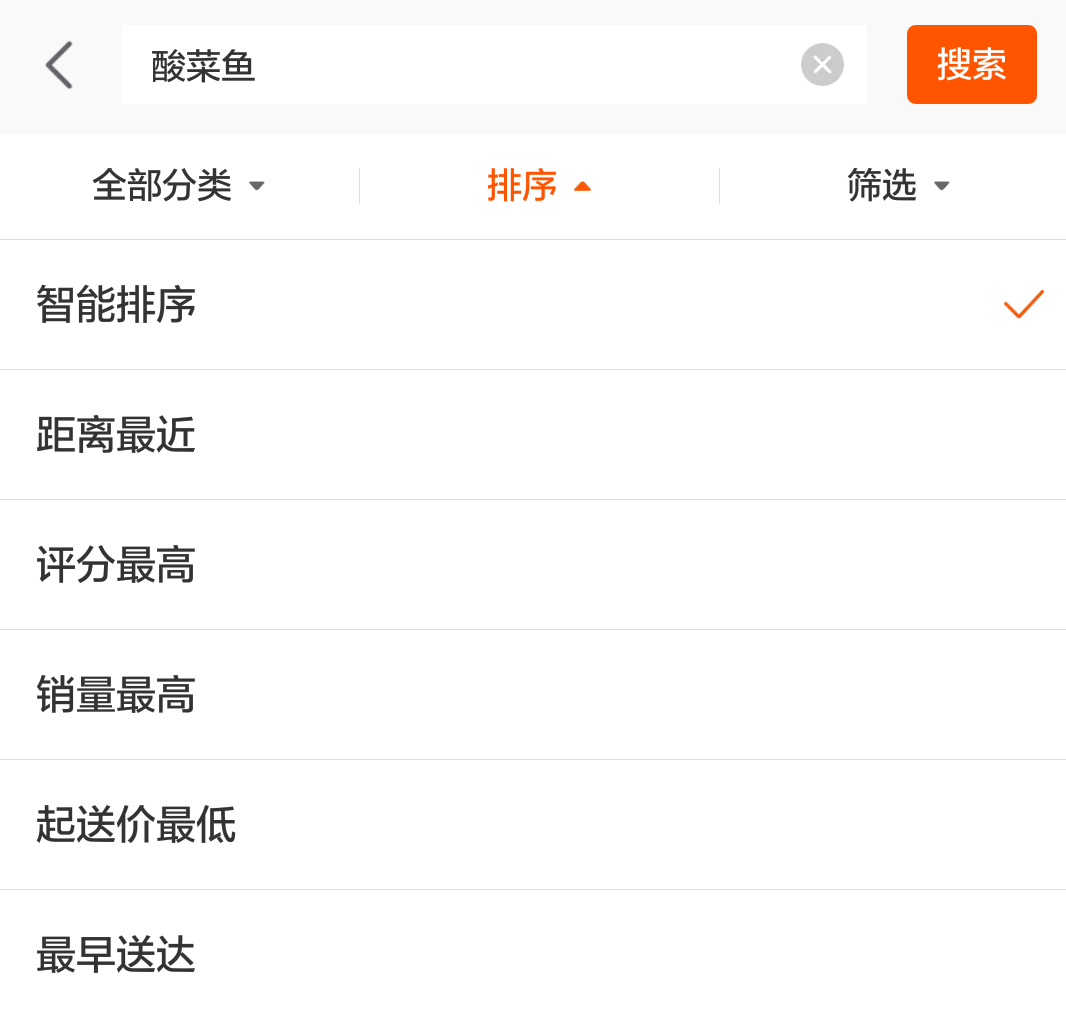 酸菜鱼 搜索
全部分类 排序 筛选
智能排序
距离最近
评分最高
销量最高
起送价最低
最早送达